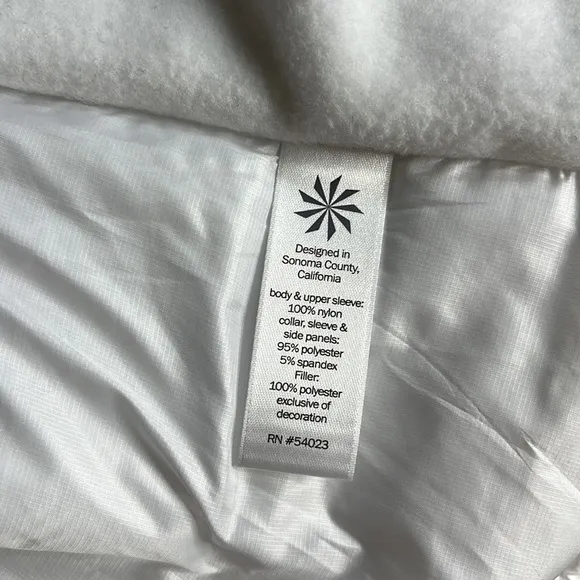 Designed in
Sonoma County,
California
body & upper sleeve:
100% nylon
collar, sleeve &
side panels:
95% polyester
5% spandex
Filler:
100% polyester
exclusive of
decoration
RN #54023